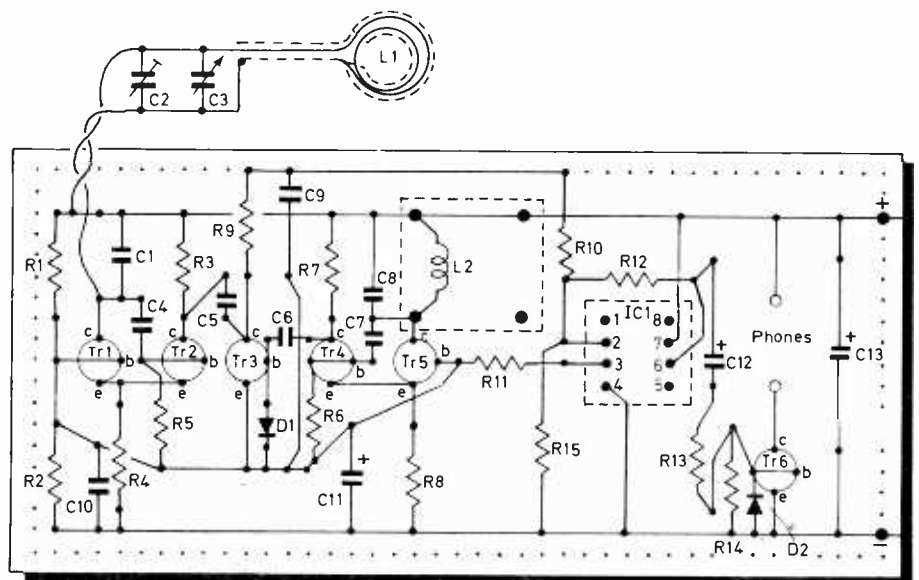 L1
C2 C3
+
C9
R9
R1 C1 R3 R7 C8 L2 R10 R12
C4 C5 C6 C7 IC1
1 8
c c c c c 2 7 Phones
Tr1 b Tr2 b Tr3 b Tr4 b Tr5 b 3 6 + C12 + C13
e e e e 4 5
R11
D1 R6
R5 R15 R13 c
Tr6 b
R2 R4 + R8 e
C10 C11
R14 D2
−